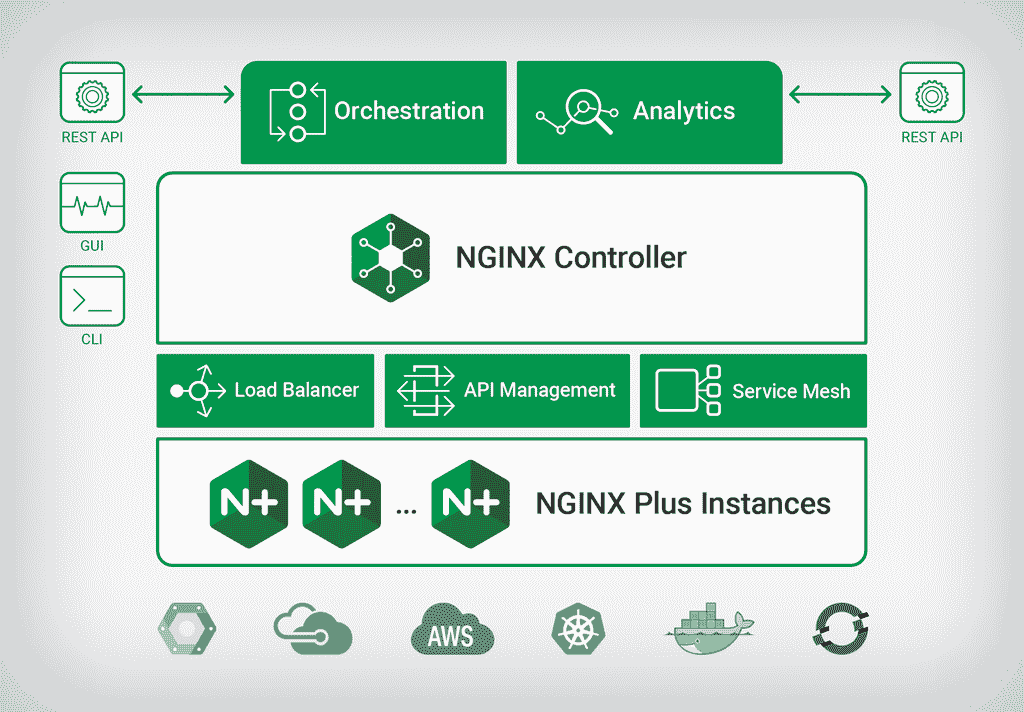 REST API
Orchestration
Analytics
REST API
GUI
CLI
NGINX Controller
Load Balancer
API Management
Service Mesh
N+
N+
...
N+
NGINX Plus Instances
AWS